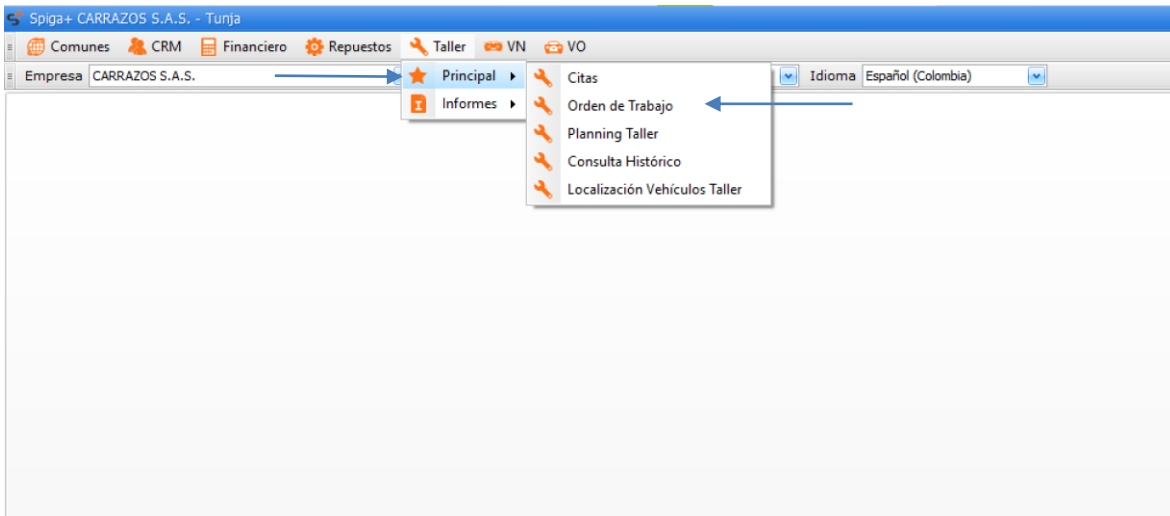 Spiga+ CARRAZOS S.A.S. - Tunja
Comunes CRM Financiero Repuestos Taller VN VO
Empresa CARRAZOS S.A.S. Idioma Español (Colombia)
Principal
Informes
Citas
Orden de Trabajo
Planning Taller
Consulta Histórico
Localización Vehículos Taller